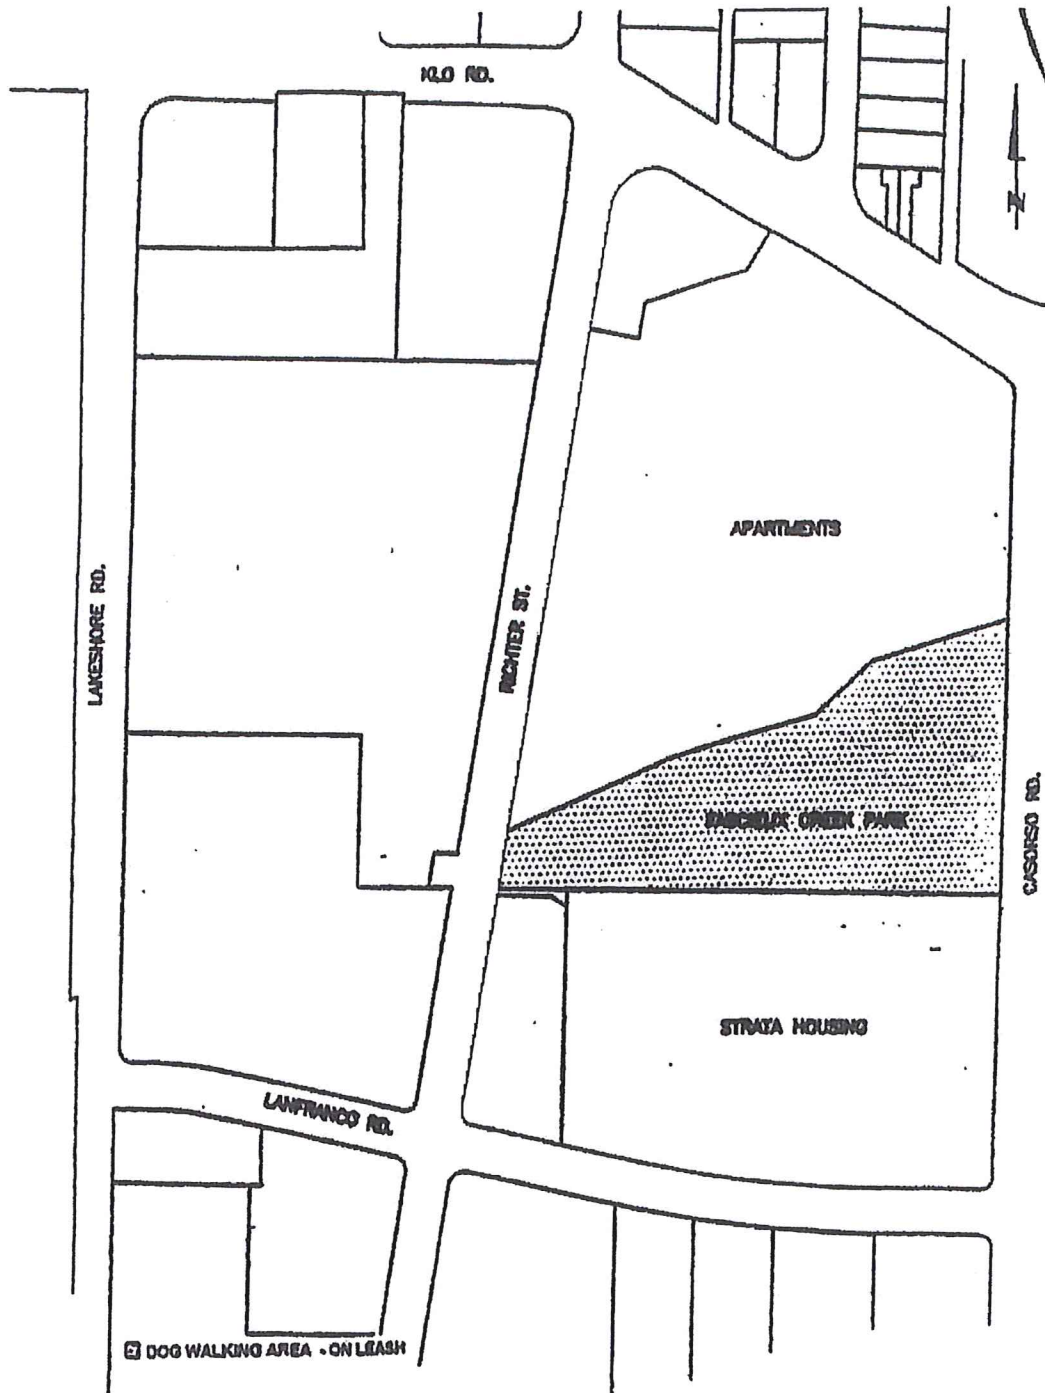 KLO RD.
N
APARTMENTS
LAKESHORE RD.
RICHTER ST.
FASCIEUX CREEK PARK
CASORSO RD.
STRATA HOUSING
LANFRANCO RD.
DOG WALKING AREA - ON LEASH